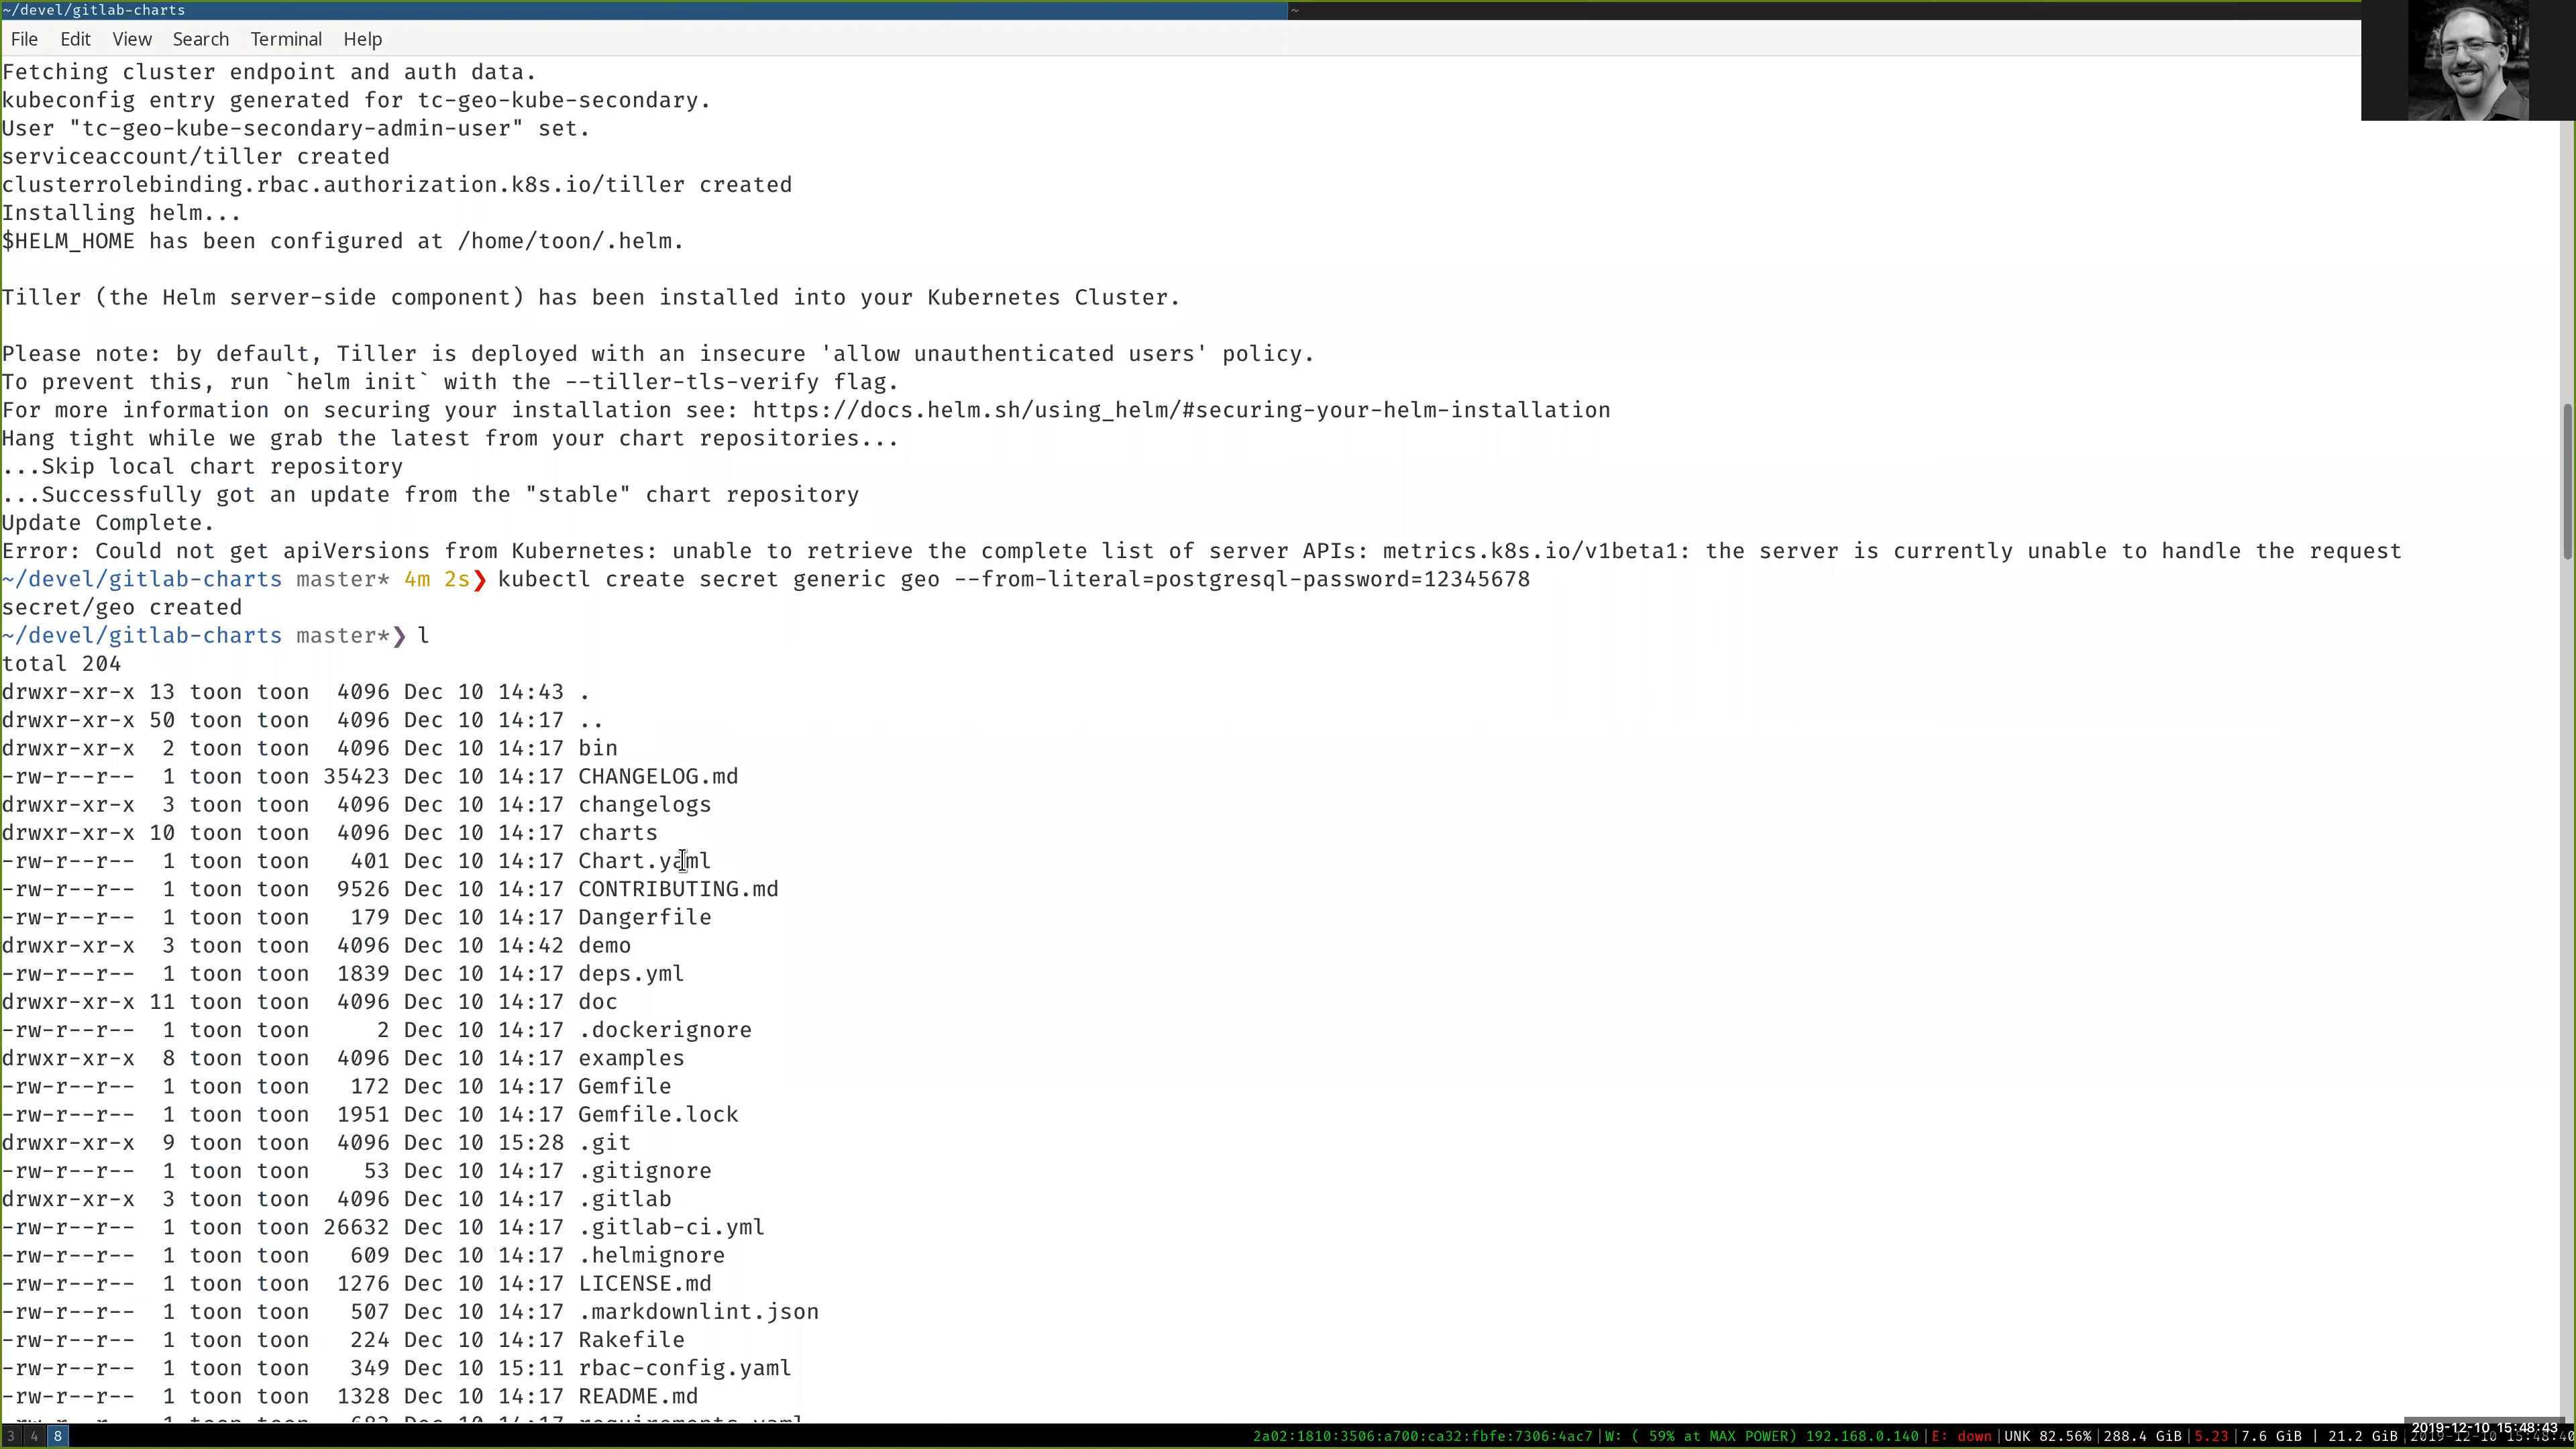 ~/devel/gitlab-charts
~
File Edit View Search Terminal Help
Fetching cluster endpoint and auth data.
kubeconfig entry generated for tc-geo-kube-secondary.
User "tc-geo-kube-secondary-admin-user" set.
serviceaccount/tiller created
clusterrolebinding.rbac.authorization.k8s.io/tiller created
Installing helm...
$HELM_HOME has been configured at /home/toon/.helm.
Tiller (the Helm server-side component) has been installed into your Kubernetes Cluster.
Please note: by default, Tiller is deployed with an insecure 'allow unauthenticated users' policy.
To prevent this, run `helm init` with the --tiller-tls-verify flag.
For more information on securing your installation see: https://docs.helm.sh/using_helm/#securing-your-helm-installation
Hang tight while we grab the latest from your chart repositories...
...Skip local chart repository
...Successfully got an update from the "stable" chart repository
Update Complete.
Error: Could not get apiVersions from Kubernetes: unable to retrieve the complete list of server APIs: metrics.k8s.io/v1beta1: the server is currently unable to handle the request
~/devel/gitlab-charts master* 4m 2s❯ kubectl create secret generic geo --from-literal=postgresql-password=12345678
secret/geo created
~/devel/gitlab-charts master*❯ l
total 204
drwxr-xr-x 13 toon toon  4096 Dec 10 14:43 .
drwxr-xr-x 50 toon toon  4096 Dec 10 14:17 ..
drwxr-xr-x  2 toon toon  4096 Dec 10 14:17 bin
-rw-r--r--  1 toon toon 35423 Dec 10 14:17 CHANGELOG.md
drwxr-xr-x  3 toon toon  4096 Dec 10 14:17 changelogs
drwxr-xr-x 10 toon toon  4096 Dec 10 14:17 charts
-rw-r--r--  1 toon toon   401 Dec 10 14:17 Chart.yaml
-rw-r--r--  1 toon toon  9526 Dec 10 14:17 CONTRIBUTING.md
-rw-r--r--  1 toon toon   179 Dec 10 14:17 Dangerfile
drwxr-xr-x  3 toon toon  4096 Dec 10 14:42 demo
-rw-r--r--  1 toon toon  1839 Dec 10 14:17 deps.yml
drwxr-xr-x 11 toon toon  4096 Dec 10 14:17 doc
-rw-r--r--  1 toon toon     2 Dec 10 14:17 .dockerignore
drwxr-xr-x  8 toon toon  4096 Dec 10 14:17 examples
-rw-r--r--  1 toon toon   172 Dec 10 14:17 Gemfile
-rw-r--r--  1 toon toon  1951 Dec 10 14:17 Gemfile.lock
drwxr-xr-x  9 toon toon  4096 Dec 10 15:28 .git
-rw-r--r--  1 toon toon    53 Dec 10 14:17 .gitignore
drwxr-xr-x  3 toon toon  4096 Dec 10 14:17 .gitlab
-rw-r--r--  1 toon toon 26632 Dec 10 14:17 .gitlab-ci.yml
-rw-r--r--  1 toon toon   609 Dec 10 14:17 .helmignore
-rw-r--r--  1 toon toon  1276 Dec 10 14:17 LICENSE.md
-rw-r--r--  1 toon toon   507 Dec 10 14:17 .markdownlint.json
-rw-r--r--  1 toon toon   224 Dec 10 14:17 Rakefile
-rw-r--r--  1 toon toon   349 Dec 10 15:11 rbac-config.yaml
-rw-r--r--  1 toon toon  1328 Dec 10 14:17 README.md
2019-12-10 15:48:43
3 4 8 2a02:1810:3506:a700:ca32:fbfe:7306:4ac7|W: ( 59% at MAX POWER) 192.168.0.140|E: down|UNK 82.56%|288.4 GiB|5.23|7.6 GiB | 21.2 GiB